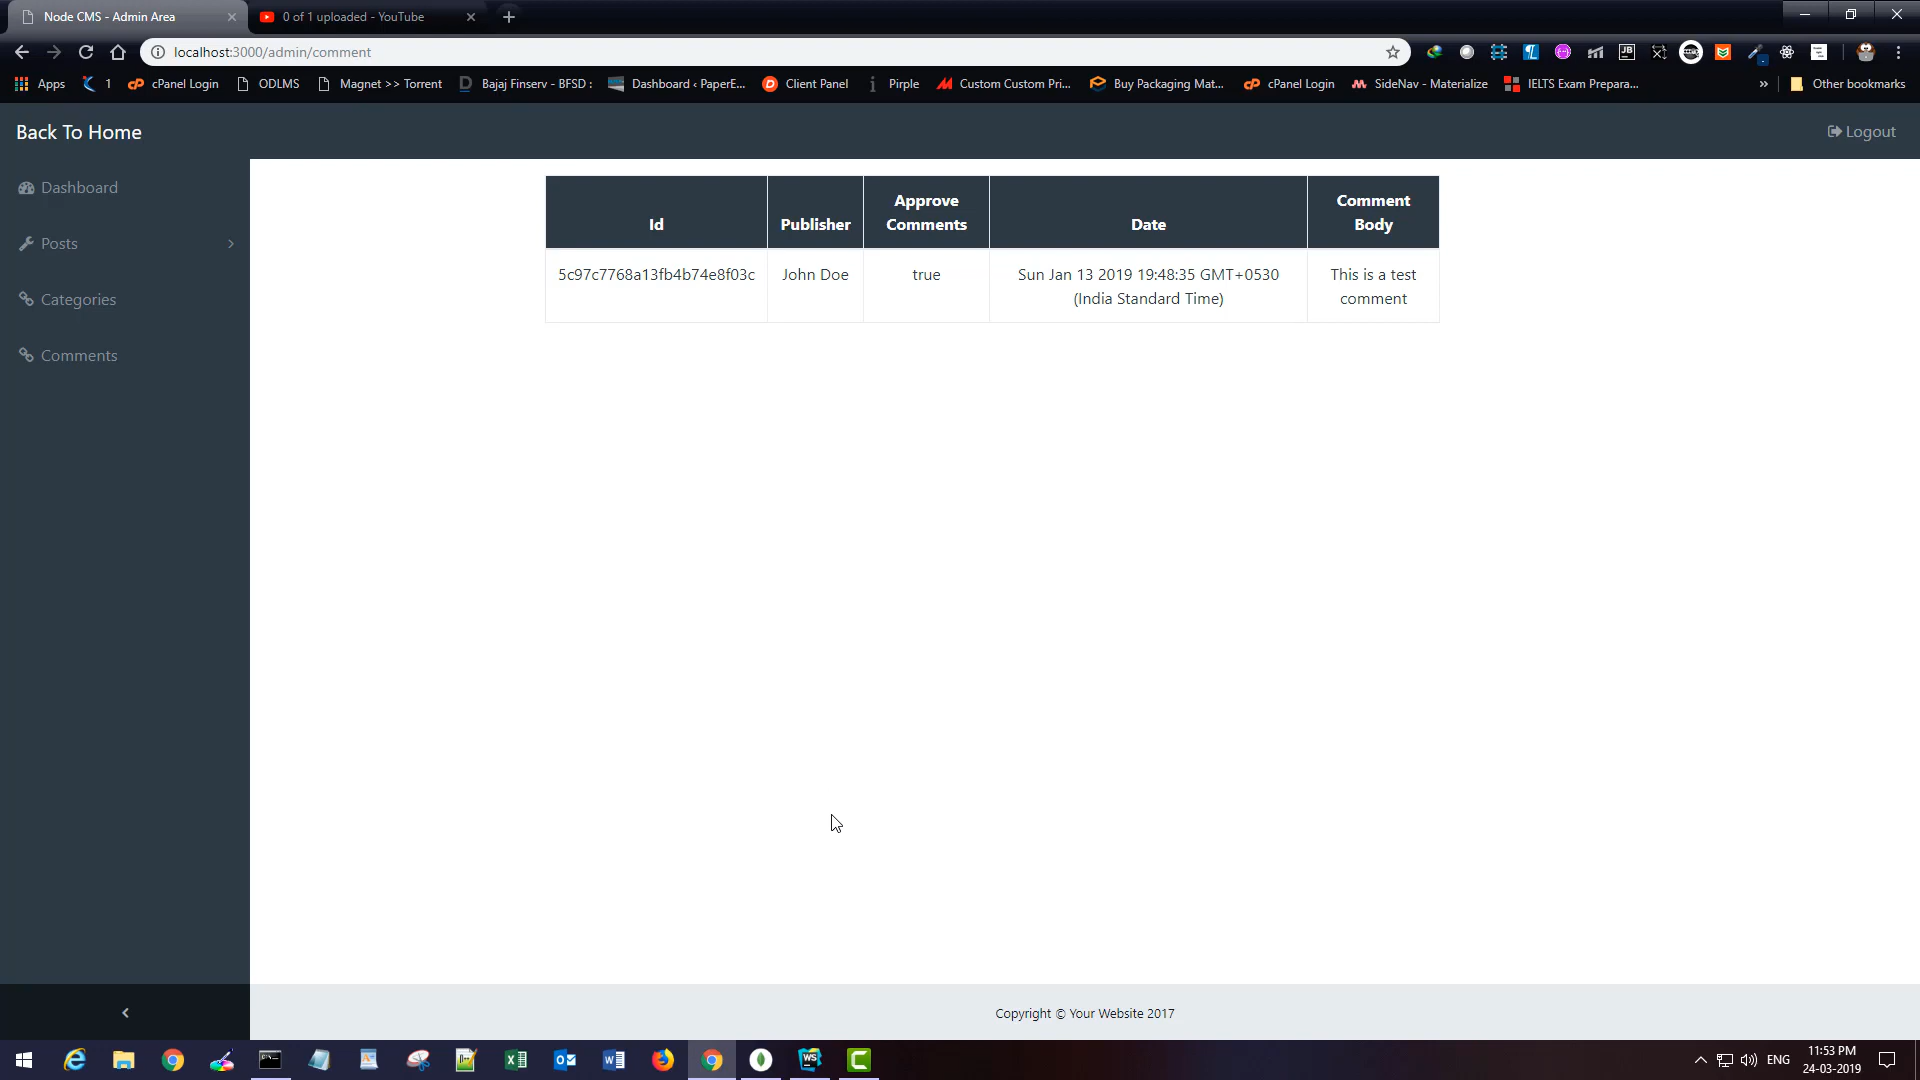 Node CMS - Admin Area
0 of 1 uploaded - YouTube
localhost:3000/admin/comment
Apps
1
cPanel Login
ODLMS
Magnet >> Torrent
Bajaj Finserv - BFSD :
Dashboard ‹ PaperE...
Client Panel
Pirple
Custom Custom Pri...
Buy Packaging Mat...
cPanel Login
SideNav - Materialize
IELTS Exam Prepara...
»
Other bookmarks
Back To Home
Logout
Dashboard
Posts
Categories
Comments
Id
Publisher
Approve
Comments
Date
Comment
Body
5c97c7768a13fb4b74e8f03c
John Doe
true
Sun Jan 13 2019 19:48:35 GMT+0530
(India Standard Time)
This is a test
comment
Copyright © Your Website 2017
ENG
11:53 PM
24-03-2019